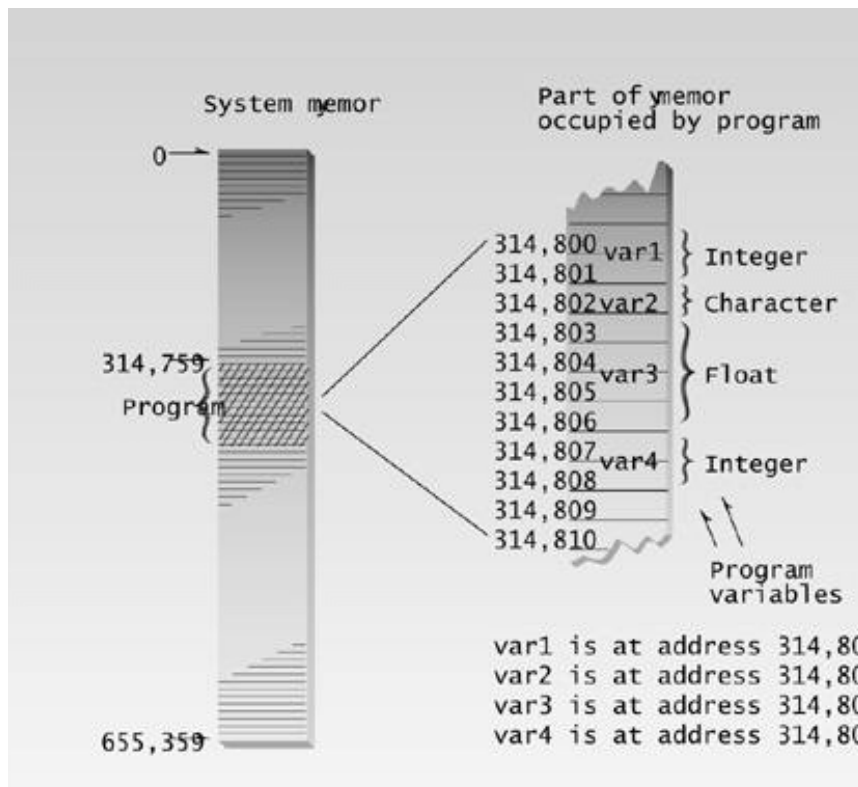 System myemor
Part of ymemor
occupied by program
0
314,759
Program
655,359
314,800 var1
314,801
Integer
314,802 var2
Character
314,803
314,804
var3
Float
314,805
314,806
314,807
var4
Integer
314,808
314,809
314,810
Program
variables
var1 is at address 314,80
var2 is at address 314,80
var3 is at address 314,80
var4 is at address 314,80